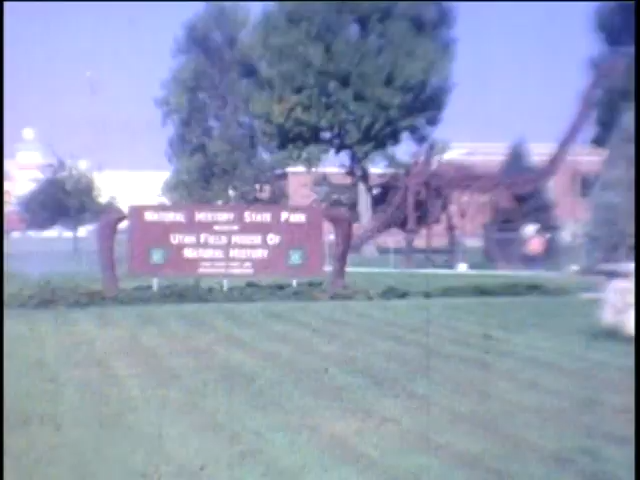 Natural History State Park
Utah Field House Of
Natural History